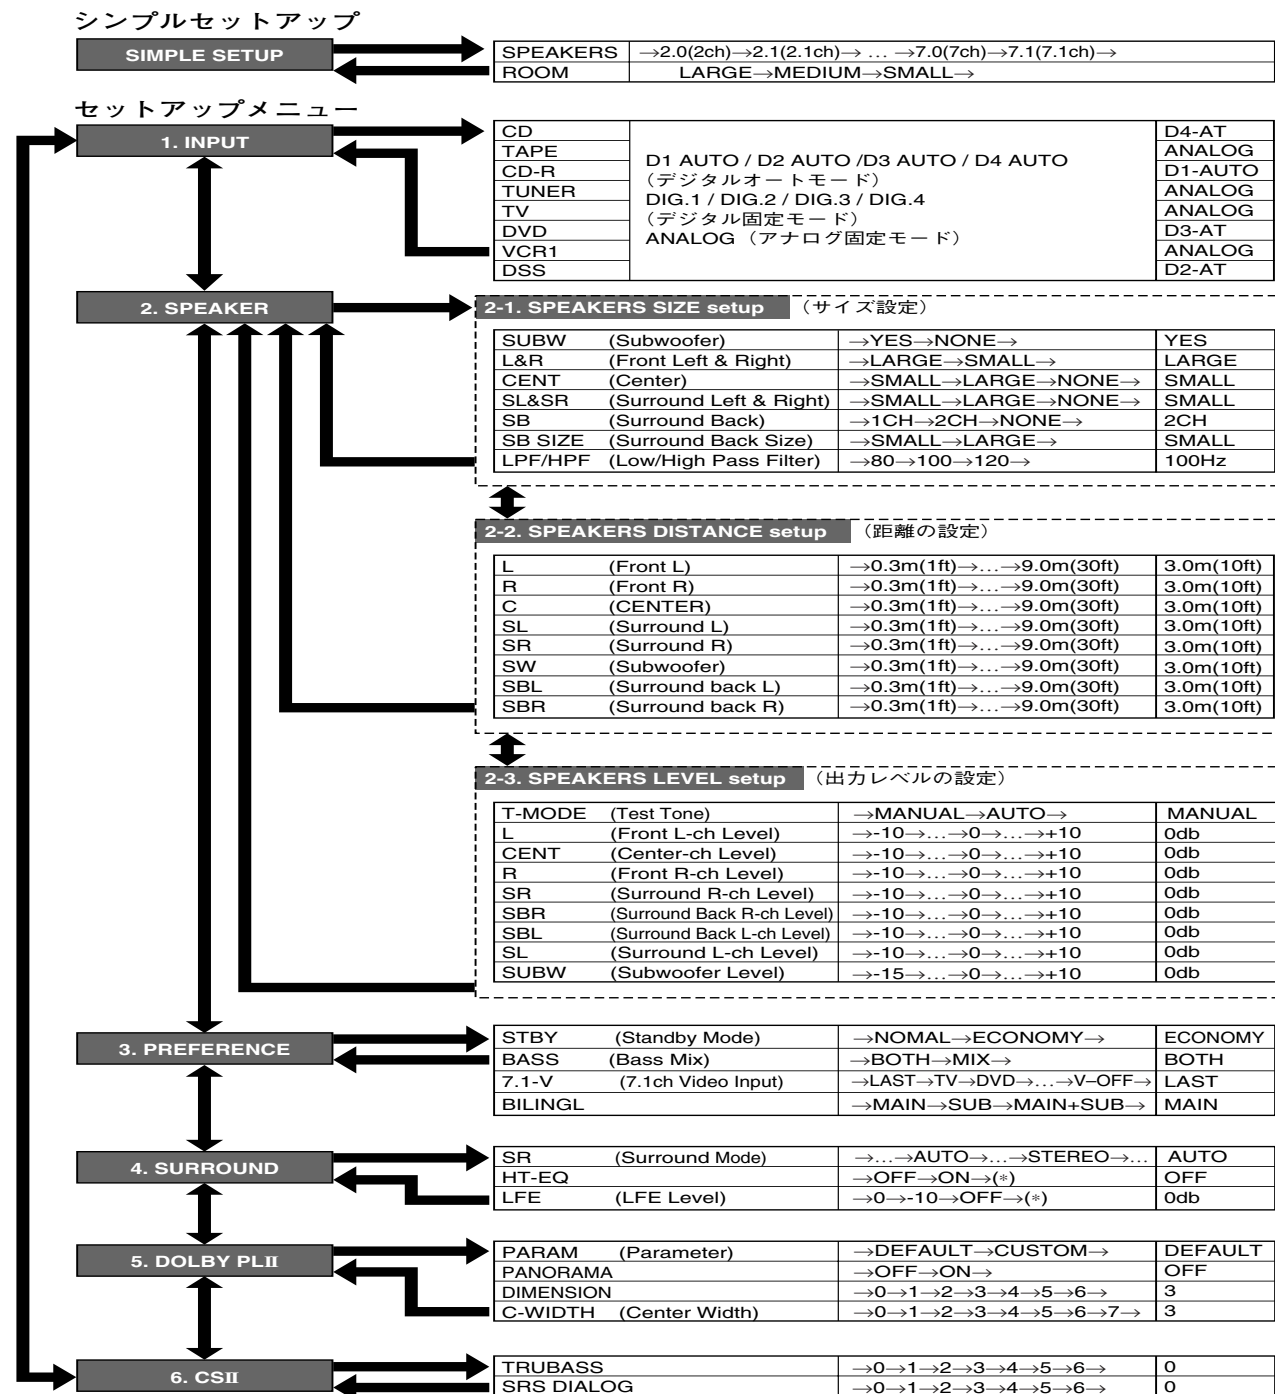 シンプルセットアップ
SIMPLE SETUP
SPEAKERS →2.0(2ch)→2.1(2.1ch)→ … →7.0(7ch)→7.1(7.1ch)→
ROOM LARGE→MEDIUM→SMALL→
セットアップメニュー
1. INPUT
CD D4-AT
TAPE ANALOG
CD-R D1-AUTO
TUNER ANALOG
TV ANALOG
DVD D3-AT
VCR1 ANALOG
DSS D2-AT
D1 AUTO / D2 AUTO /D3 AUTO / D4 AUTO
（デジタルオートモード）
DIG.1 / DIG.2 / DIG.3 / DIG.4
（デジタル固定モード）
ANALOG（アナログ固定モード）
2. SPEAKER
2-1. SPEAKERS SIZE setup （サイズ設定）
SUBW (Subwoofer) →YES→NONE→ YES
L&R (Front Left & Right) →LARGE→SMALL→ LARGE
CENT (Center) →SMALL→LARGE→NONE→ SMALL
SL&SR (Surround Left & Right) →SMALL→LARGE→NONE→ SMALL
SB (Surround Back) →1CH→2CH→NONE→ 2CH
SB SIZE (Surround Back Size) →SMALL→LARGE→ SMALL
LPF/HPF (Low/High Pass Filter) →80→100→120→ 100Hz
2-2. SPEAKERS DISTANCE setup （距離の設定）
L (Front L) →0.3m(1ft)→…→9.0m(30ft) 3.0m(10ft)
R (Front R) →0.3m(1ft)→…→9.0m(30ft) 3.0m(10ft)
C (CENTER) →0.3m(1ft)→…→9.0m(30ft) 3.0m(10ft)
SL (Surround L) →0.3m(1ft)→…→9.0m(30ft) 3.0m(10ft)
SR (Surround R) →0.3m(1ft)→…→9.0m(30ft) 3.0m(10ft)
SW (Subwoofer) →0.3m(1ft)→…→9.0m(30ft) 3.0m(10ft)
SBL (Surround back L) →0.3m(1ft)→…→9.0m(30ft) 3.0m(10ft)
SBR (Surround back R) →0.3m(1ft)→…→9.0m(30ft) 3.0m(10ft)
2-3. SPEAKERS LEVEL setup （出力レベルの設定）
T-MODE (Test Tone) →MANUAL→AUTO→ MANUAL
L (Front L-ch Level) →-10→…→0→…→+10 0db
CENT (Center-ch Level) →-10→…→0→…→+10 0db
R (Front R-ch Level) →-10→…→0→…→+10 0db
SR (Surround R-ch Level) →-10→…→0→…→+10 0db
SBR (Surround Back R-ch Level) →-10→…→0→…→+10 0db
SBL (Surround Back L-ch Level) →-10→…→0→…→+10 0db
SL (Surround L-ch Level) →-10→…→0→…→+10 0db
SUBW (Subwoofer Level) →-15→…→0→…→+10 0db
3. PREFERENCE
STBY (Standby Mode) →NOMAL→ECONOMY→ ECONOMY
BASS (Bass Mix) →BOTH→MIX→ BOTH
7.1-V (7.1ch Video Input) →LAST→TV→DVD→…→V–OFF→ LAST
BILINGL →MAIN→SUB→MAIN+SUB→ MAIN
4. SURROUND
SR (Surround Mode) →…→AUTO→…→STEREO→… AUTO
HT-EQ →OFF→ON→(*) OFF
LFE (LFE Level) →0→-10→OFF→(*) 0db
5. DOLBY PLII
PARAM (Parameter) →DEFAULT→CUSTOM→ DEFAULT
PANORAMA →OFF→ON→ OFF
DIMENSION →0→1→2→3→4→5→6→ 3
C-WIDTH (Center Width) →0→1→2→3→4→5→6→7→ 3
6. CSII
TRUBASS →0→1→2→3→4→5→6→ 0
SRS DIALOG →0→1→2→3→4→5→6→ 0